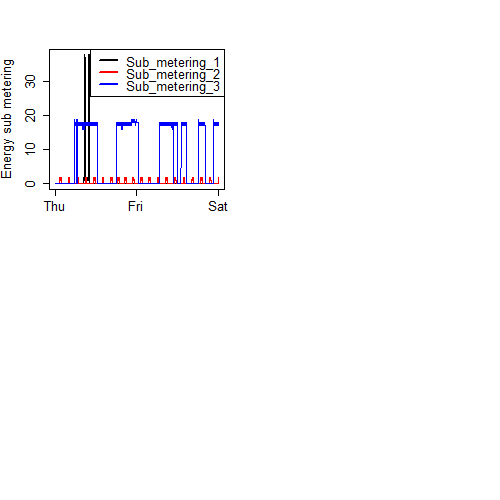 Energy sub metering
30
20
10
0
Sub_metering_1
Sub_metering_2
Sub_metering_3
Thu Fri Sat